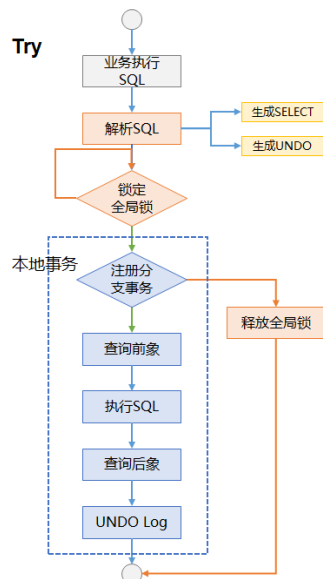 Try
业务执行
SQL
解析SQL
生成SELECT
生成UNDO
锁定
全局锁
本地事务
注册分
支事务
释放全局锁
查询前象
执行SQL
查询后象
UNDO Log